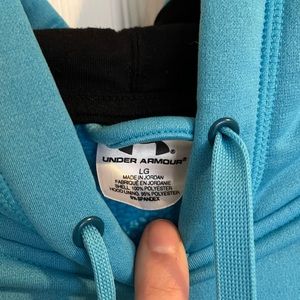 UNDER ARMOUR®
LG
MADE IN JORDAN
FABRIQUÉ EN JORDANIE
SHELL: 100% POLYESTER
HOOD LINING: 95% POLYESTER
5% SPANDEX